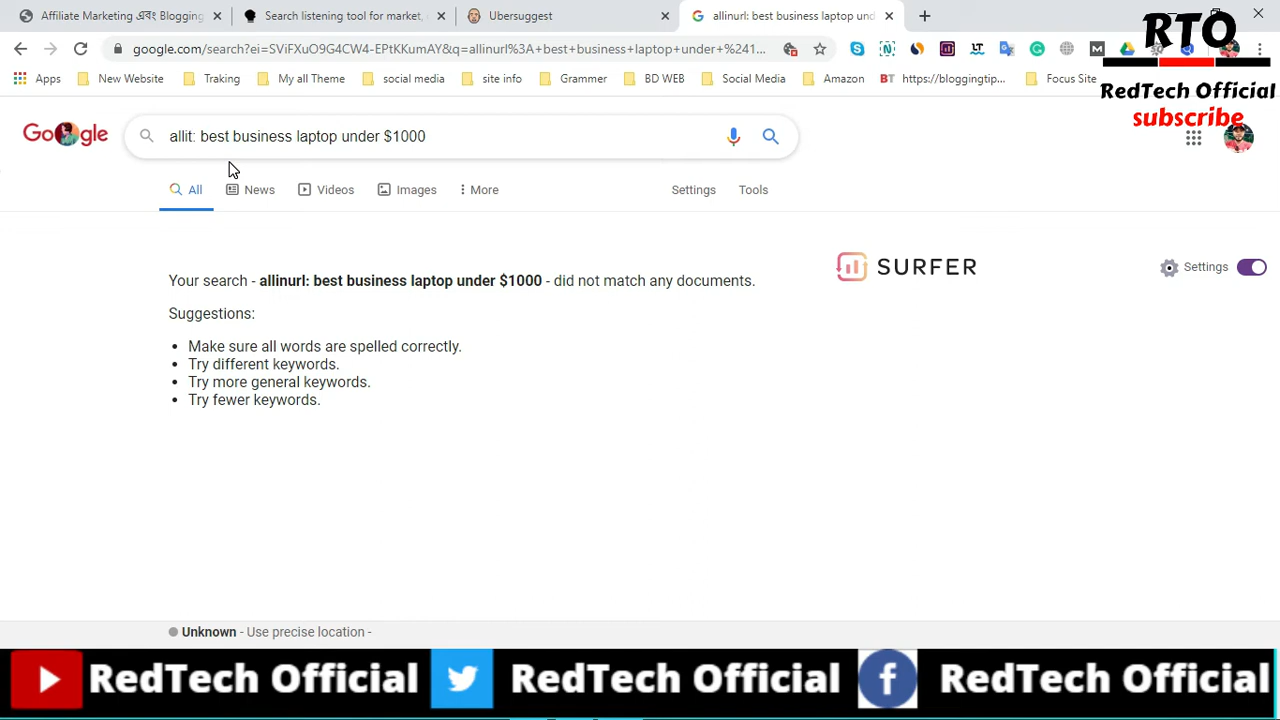 Affiliate Marketing এবং Blogging
Search listening tool for market,
Ubersuggest
allinurl: best business laptop und
google.com/search?ei=SViFXuO9G4CW4-EPtKKumAY&q=allinurl%3A+best+business+laptop+under+%241...
Apps
New Website
Traking
My all Theme
social media
site info
Grammer
BD WEB
Social Media
Amazon
BT https://bloggingtip...
Focus Site
RTO
RedTech Official
subscribe
Google
allit: best business laptop under $1000
All
News
Videos
Images
More
Settings
Tools
Your search - allinurl: best business laptop under $1000 - did not match any documents.
SURFER
Settings
Suggestions:
• Make sure all words are spelled correctly.
• Try different keywords.
• Try more general keywords.
• Try fewer keywords.
Unknown - Use precise location -
RedTech Official
RedTech Official
RedTech Official